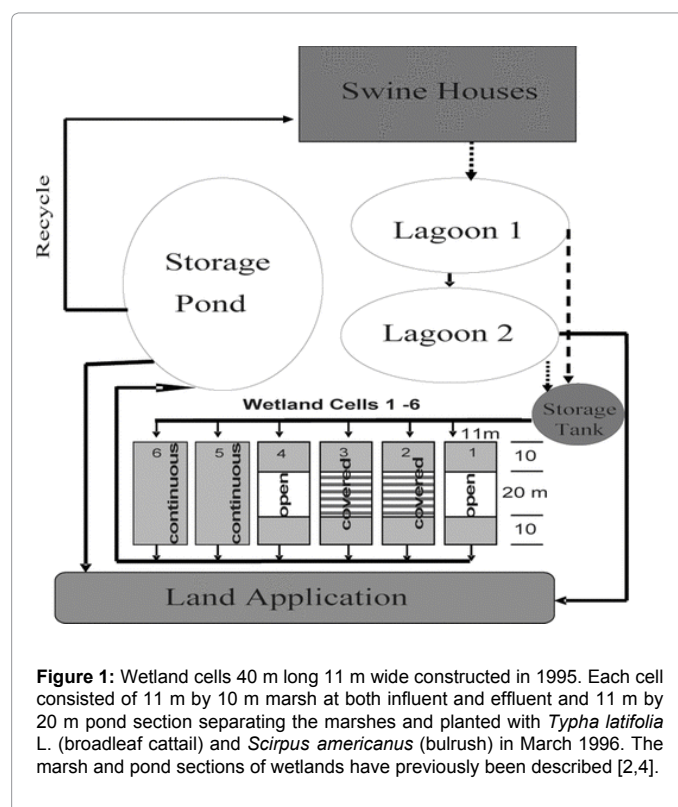 Swine Houses
Recycle
Lagoon 1
Storage
Pond
Lagoon 2
Storage
Tank
Wetland Cells 1 -6
11m
6 continuous
5 continuous
4 open
3 covered
2 covered
1 open
10
20 m
10
Land Application
Figure 1: Wetland cells 40 m long 11 m wide constructed in 1995. Each cell
consisted of 11 m by 10 m marsh at both influent and effluent and 11 m by
20 m pond section separating the marshes and planted with Typha latifolia
L. (broadleaf cattail) and Scirpus americanus (bulrush) in March 1996. The
marsh and pond sections of wetlands have previously been described [2,4].